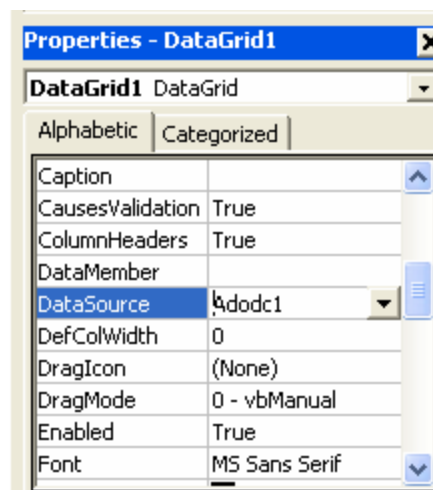 Properties - DataGrid1
DataGrid1 DataGrid
Alphabetic Categorized
Caption
CausesValidation True
ColumnHeaders True
DataMember
DataSource Adodc1
DefColWidth 0
DragIcon (None)
DragMode 0 - vbManual
Enabled True
Font MS Sans Serif